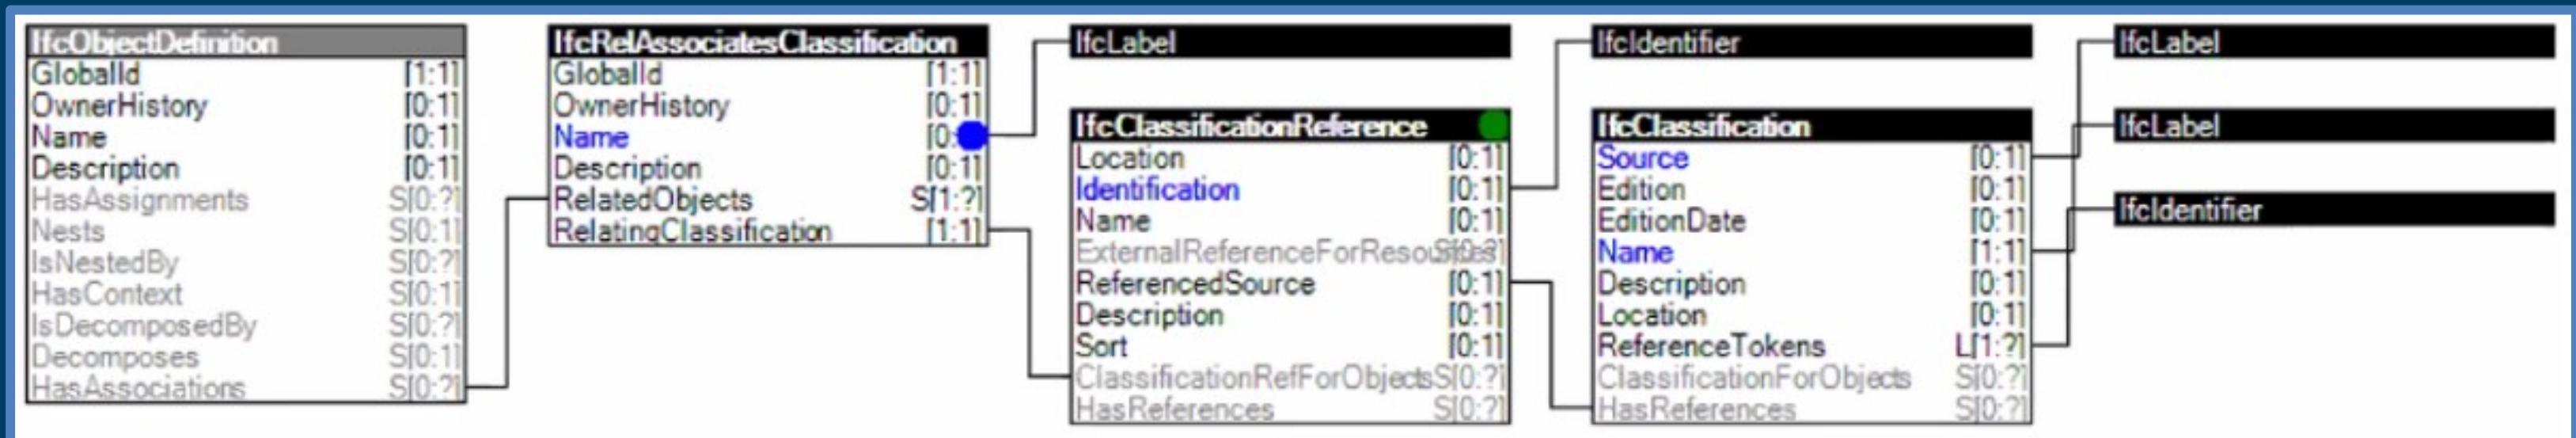 IfcObjectDefinition
GlobalId [1:1]
OwnerHistory [0:1]
Name [0:1]
Description [0:1]
HasAssignments S[0:?]
Nests S[0:1]
IsNestedBy S[0:?]
HasContext S[0:1]
IsDecomposedBy S[0:?]
Decomposes S[0:1]
HasAssociations S[0:?]
IfcRelAssociatesClassification
GlobalId [1:1]
OwnerHistory [0:1]
Name [0:
Description [0:1]
RelatedObjects S[1:?]
RelatingClassification [1:1]
IfcLabel
IfcClassificationReference
Location [0:1]
Identification [0:1]
Name [0:1]
ExternalReferenceForResources S[0:?]
ReferencedSource [0:1]
Description [0:1]
Sort [0:1]
ClassificationRefForObjects S[0:?]
HasReferences S[0:?]
IfcIdentifier
IfcClassification
Source [0:1]
Edition [0:1]
EditionDate [0:1]
Name [1:1]
Description [0:1]
Location [0:1]
ReferenceTokens L[1:?]
ClassificationForObjects S[0:?]
HasReferences S[0:?]
IfcLabel
IfcLabel
IfcIdentifier